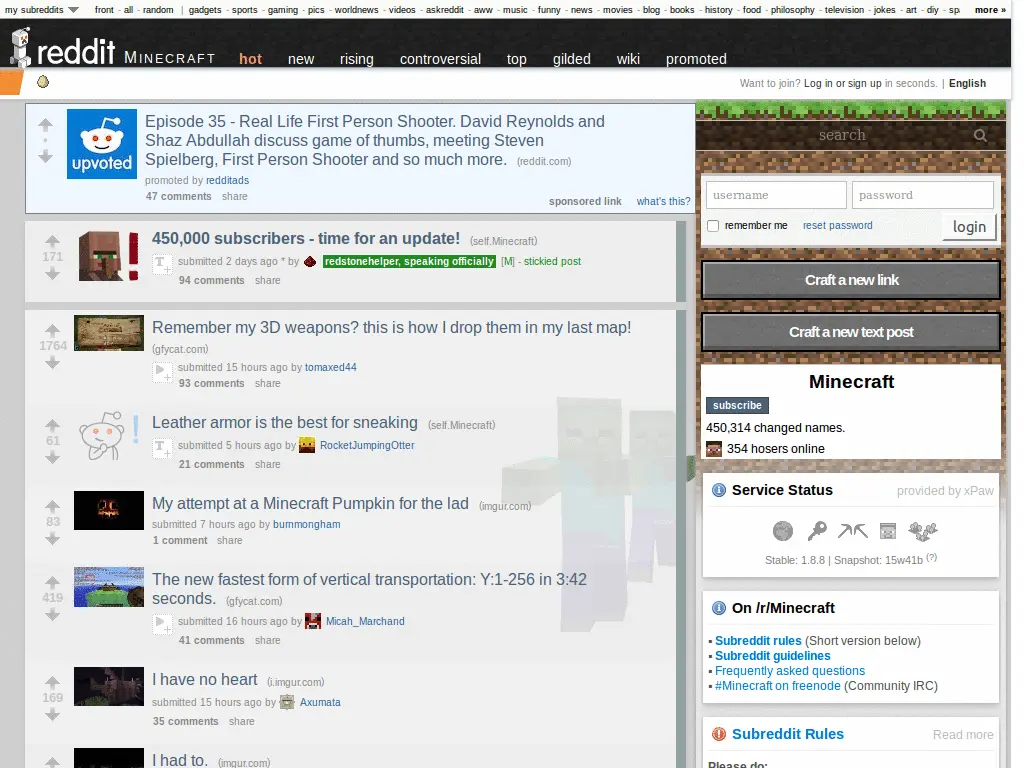 my subreddits front - all - random | gadgets - sports - gaming - pics - worldnews - videos - askreddit - aww - music - funny - news - movies - blog - books - history - food - philosophy - television - jokes - art - diy - sp more »
reddit MINECRAFT hot new rising controversial top gilded wiki promoted
Want to join? Log in or sign up in seconds. | English
Episode 35 - Real Life First Person Shooter. David Reynolds and
Shaz Abdullah discuss game of thumbs, meeting Steven
Spielberg, First Person Shooter and so much more. (reddit.com)
upvoted
promoted by redditads
47 comments share
sponsored link what's this?
search
username password
remember me reset password login
Craft a new link
Craft a new text post
Minecraft
subscribe
450,314 changed names.
354 hosers online
171
450,000 subscribers - time for an update! (self.Minecraft)
submitted 2 days ago * by redstonehelper, speaking officially [M] - stickied post
94 comments share
1764
Remember my 3D weapons? this is how I drop them in my last map!
(gfycat.com)
submitted 15 hours ago by tomaxed44
93 comments share
61
Leather armor is the best for sneaking (self.Minecraft)
submitted 5 hours ago by RocketJumpingOtter
21 comments share
83
My attempt at a Minecraft Pumpkin for the lad (imgur.com)
submitted 7 hours ago by bummongham
1 comment share
419
The new fastest form of vertical transportation: Y:1-256 in 3:42
seconds. (gfycat.com)
submitted 16 hours ago by Micah_Marchand
41 comments share
169
I have no heart (i.imgur.com)
submitted 15 hours ago by Axumata
35 comments share
I had to. (imgur.com)
Service Status provided by xPaw
Stable: 1.8.8 | Snapshot: 15w41b (?)
On /r/Minecraft
▪ Subreddit rules (Short version below)
▪ Subreddit guidelines
▪ Frequently asked questions
▪ #Minecraft on freenode (Community IRC)
Subreddit Rules Read more
Please do: